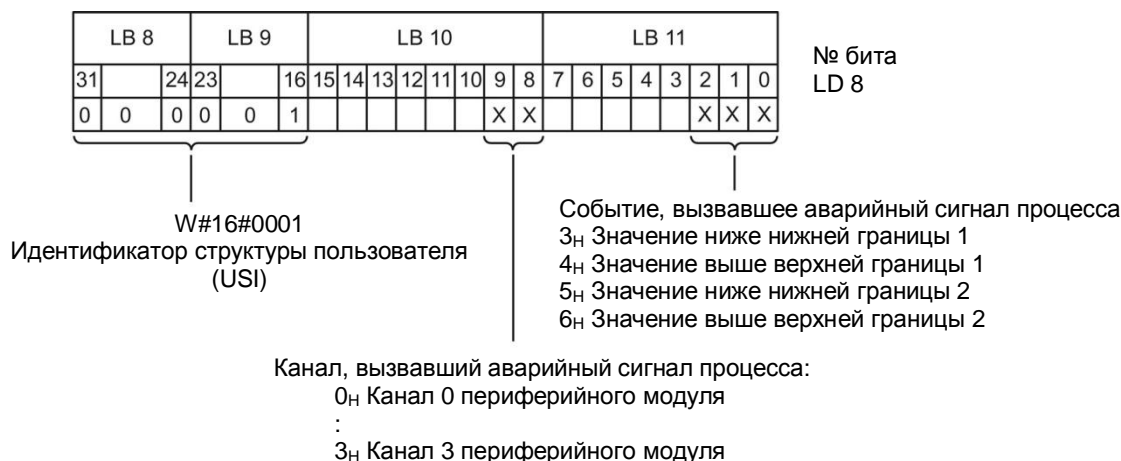 LB 8 LB 9 LB 10 LB 11
№ бита
31 24 23 16 15 14 13 12 11 10 9 8 7 6 5 4 3 2 1 0
LD 8
0 0 0 0 0 1 X X X X X
W#16#0001
Идентификатор структуры пользователя
(USI)
Событие, вызвавшее аварийный сигнал процесса
3H Значение ниже нижней границы 1
4H Значение выше верхней границы 1
5H Значение ниже нижней границы 2
6H Значение выше верхней границы 2
Канал, вызвавший аварийный сигнал процесса:
0H Канал 0 периферийного модуля
:
3H Канал 3 периферийного модуля